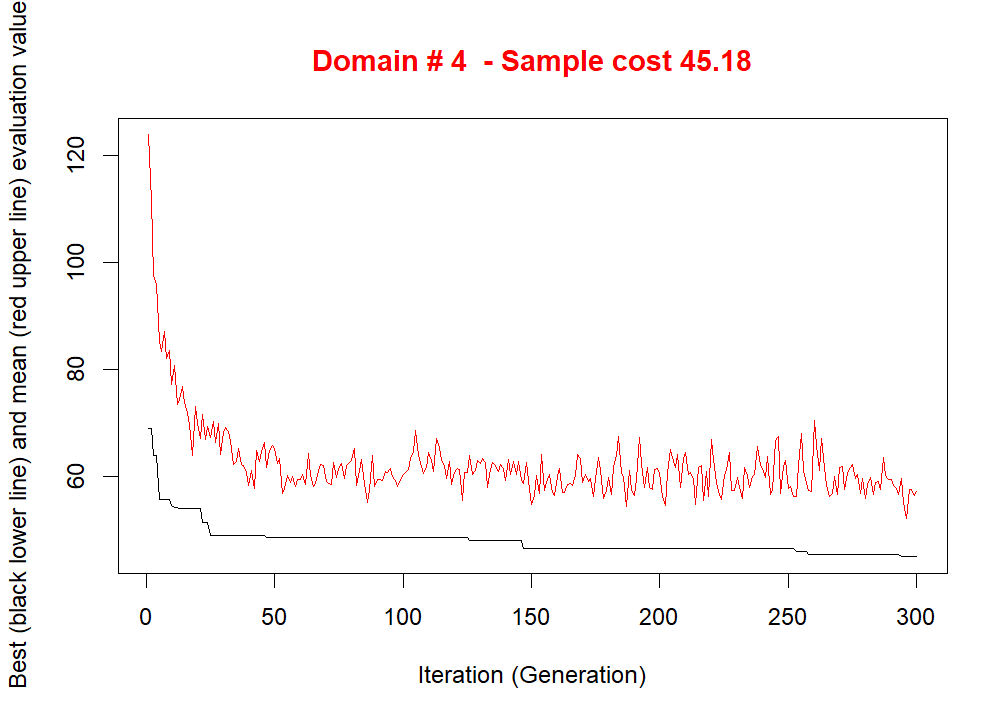 Domain # 4  - Sample cost 45.18
Best (black lower line) and mean (red upper line) evaluation value
120
100
80
60
0 50 100 150 200 250 300
Iteration (Generation)